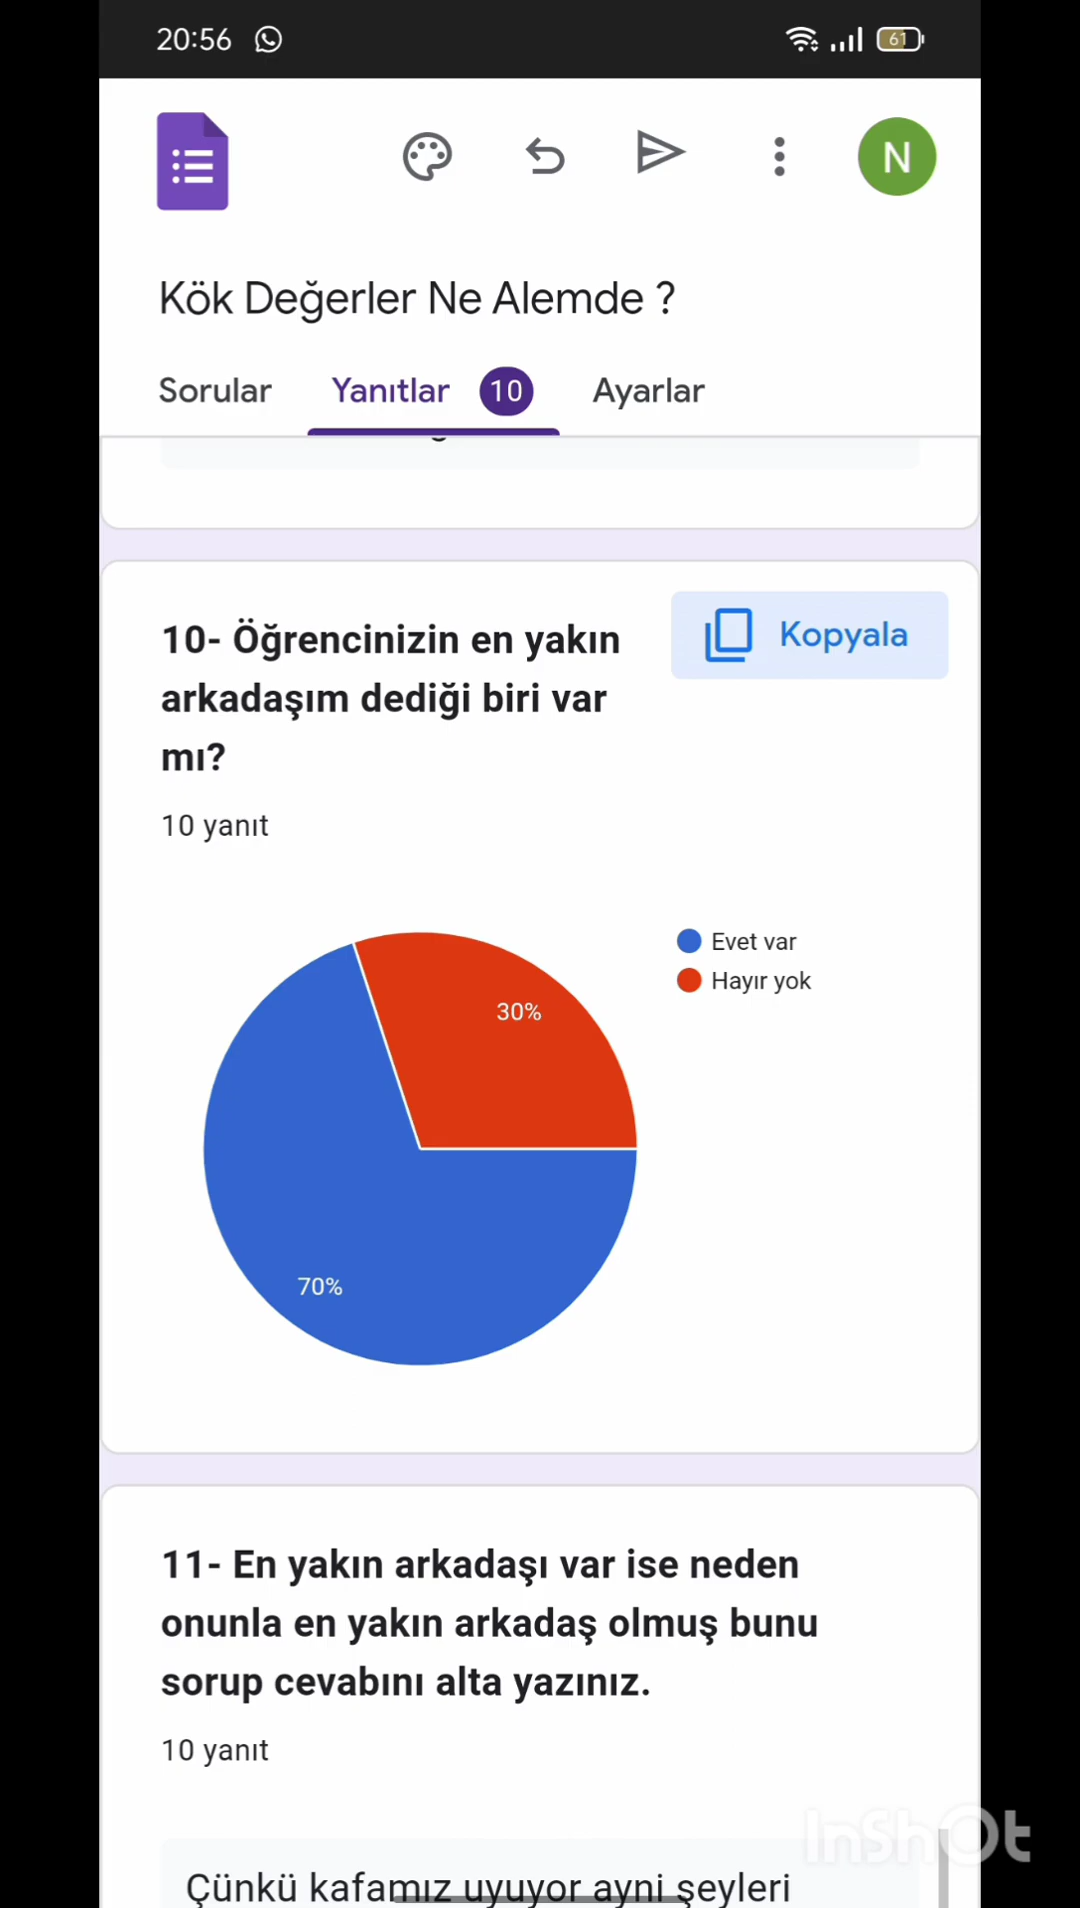 20:56
61
N
Kök Değerler Ne Alemde ?
Sorular Yanıtlar 10 Ayarlar
10- Öğrencinizin en yakın
arkadaşım dediği biri var
mı?
Kopyala
10 yanıt
Evet var
Hayır yok
30%
70%
11- En yakın arkadaşı var ise neden
onunla en yakın arkadaş olmuş bunu
sorup cevabını alta yazınız.
10 yanıt
Çünkü kafamız uyuyor ayni şeyleri
InShOt